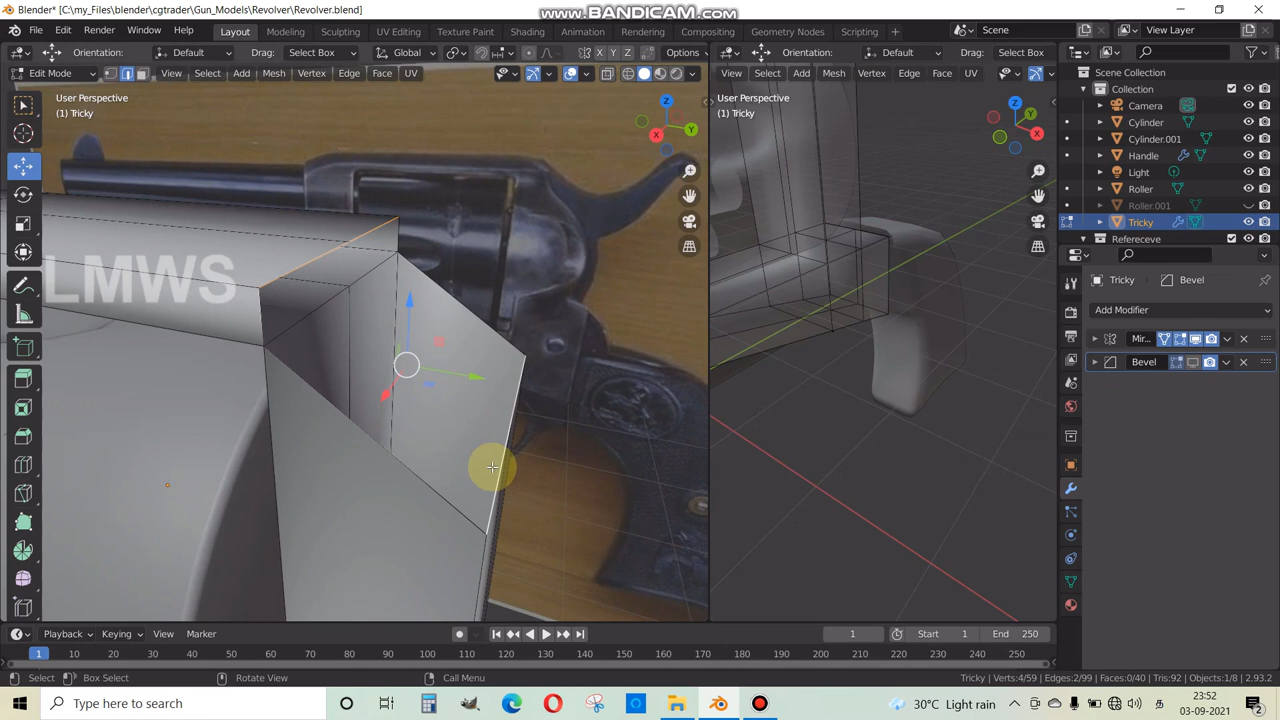 Blender* [C:\my_Files\blender\cgtrader\Gun_Models\Revolver\Revolver.blend]
www.BANDICAM.com
File Edit Render Window Help Layout Modeling Sculpting UV Editing Texture Paint Shading Animation Rendering Compositing Geometry Nodes Scripting + Scene View Layer
Orientation: Default Drag: Select Box Global X Y Z Options Orientation: Default Drag: Select Box
Edit Mode View Select Add Mesh Vertex Edge Face UV View Select Add Mesh Vertex Edge Face UV
User Perspective
(1) Tricky
Z
Y
X
User Perspective
(1) Tricky
Z
Y
X
Scene Collection
Collection
Camera
Cylinder
Cylinder.001
Handle
Light
Roller
Roller.001
Tricky
Refereceve
Tricky Bevel
Add Modifier
Mir...
Bevel
LMWS
Playback Keying View Marker 1 Start 1 End 250
1 10 20 30 40 50 60 70 80 90 100 110 120 130 140 150 160 170 180 190 200 210 220 230 240 250
Select Box Select Rotate View Call Menu Tricky | Verts:4/59 | Edges:2/99 | Faces:0/40 | Tris:92 | Objects:1/8 | 2.93.2
Type here to search 30°C Light rain ENG 23:52
03-09-2021 2